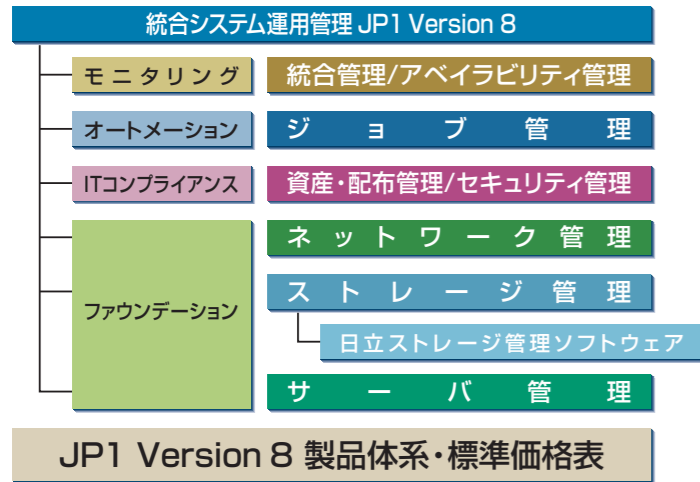 統合システム運用管理 JP1 Version 8
モニタリング
統合管理/アベイラビリティ管理
オートメーション
ジョブ管理
ITコンプライアンス
資産・配布管理/セキュリティ管理
ネットワーク管理
ファウンデーション
ストレージ管理
日立ストレージ管理ソフトウェア
サーバ管理
JP1 Version 8 製品体系・標準価格表